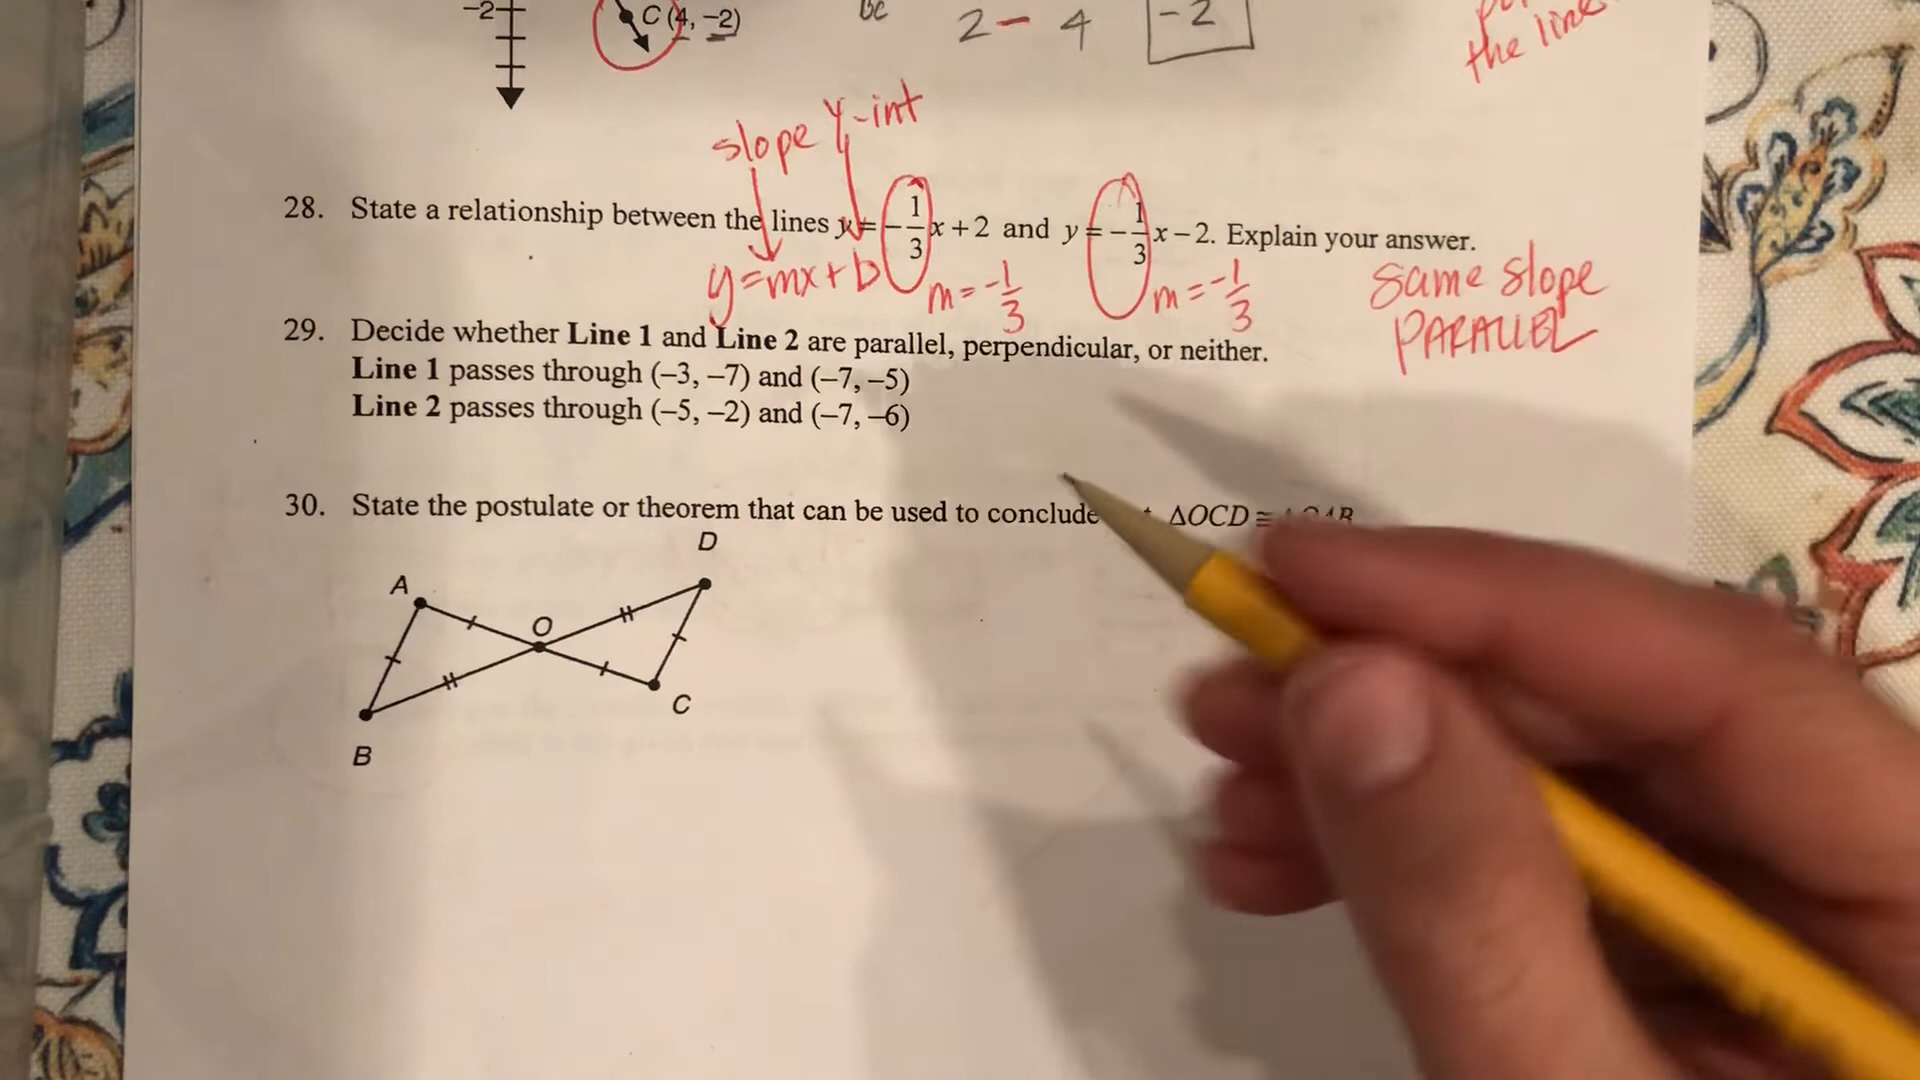 -2
C (4, -2)
2 - 4
-2
the line
slope y-int
28. State a relationship between the lines y = -1/3 x + 2 and y = -1/3 x - 2. Explain your answer.
y = mx + b
m = -1/3
m = -1/3
same slope
PARALLEL
29. Decide whether Line 1 and Line 2 are parallel, perpendicular, or neither.
Line 1 passes through (-3, -7) and (-7, -5)
Line 2 passes through (-5, -2) and (-7, -6)
30. State the postulate or theorem that can be used to conclude ΔOCD ≅
D
A
O
C
B